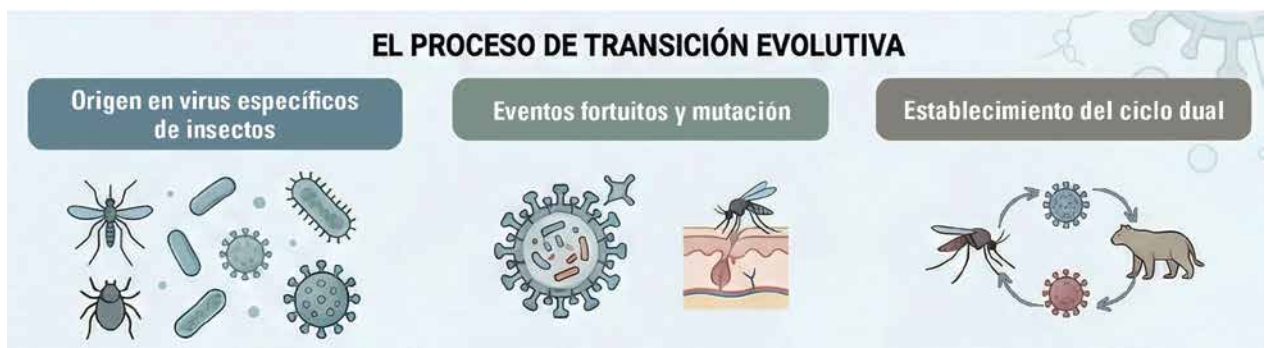 EL PROCESO DE TRANSICIÓN EVOLUTIVA
Origen en virus específicos
de insectos
Eventos fortuitos y mutación
Establecimiento del ciclo dual